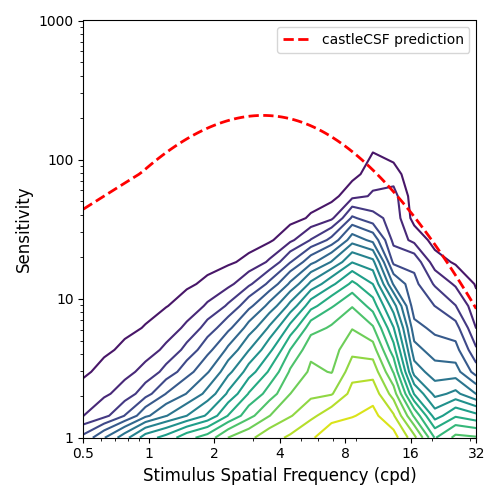 1000
castleCSF prediction
100
Sensitivity
10
1
0.5 1 2 4 8 16 32
Stimulus Spatial Frequency (cpd)